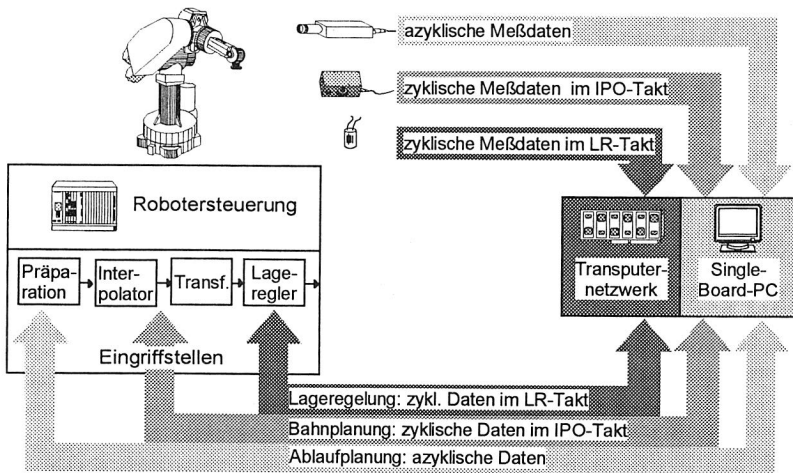 azyklische Meßdaten
zyklische Meßdaten im IPO-Takt
zyklische Meßdaten im LR-Takt
Robotersteuerung
Präpa-
ration
Inter-
polator
Transf.
Lage-
regler
Eingriffstellen
Transputer-
netzwerk
Single-
Board-PC
Lageregelung: zykl. Daten im LR-Takt
Bahnplanung: zyklische Daten im IPO-Takt
Ablaufplanung: azyklische Daten